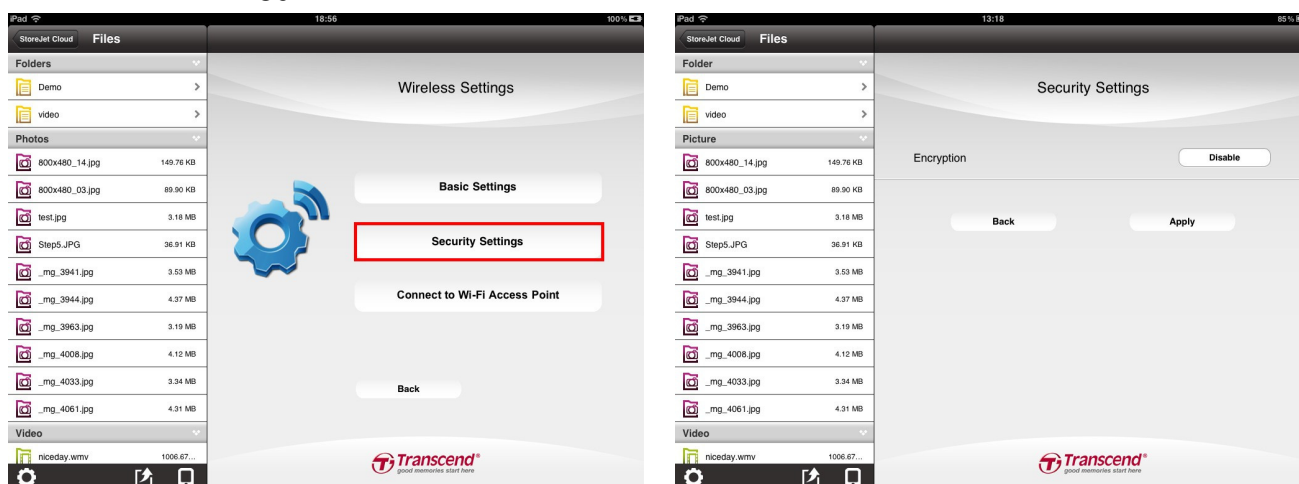 iPad 18:56 100%
StoreJet Cloud Files
Folders
Demo
video
Photos
800x480_14.jpg 149.76 KB
800x480_03.jpg 89.90 KB
test.jpg 3.18 MB
Step5.JPG 36.91 KB
_mg_3941.jpg 3.53 MB
_mg_3944.jpg 4.37 MB
_mg_3963.jpg 3.19 MB
_mg_4008.jpg 4.12 MB
_mg_4033.jpg 3.34 MB
_mg_4061.jpg 4.31 MB
Video
niceday.wmv 1006.67...
Wireless Settings
Basic Settings
Security Settings
Connect to Wi-Fi Access Point
Back
Transcend®
good memories start here
iPad 13:18 85%
StoreJet Cloud Files
Folder
Demo
video
Picture
800x480_14.jpg 149.76 KB
800x480_03.jpg 89.90 KB
test.jpg 3.18 MB
Step5.JPG 36.91 KB
_mg_3941.jpg 3.53 MB
_mg_3944.jpg 4.37 MB
_mg_3963.jpg 3.19 MB
_mg_4008.jpg 4.12 MB
_mg_4033.jpg 3.34 MB
_mg_4061.jpg 4.31 MB
Video
niceday.wmv 1006.67...
Security Settings
Encryption Disable
Back Apply
Transcend®
good memories start here